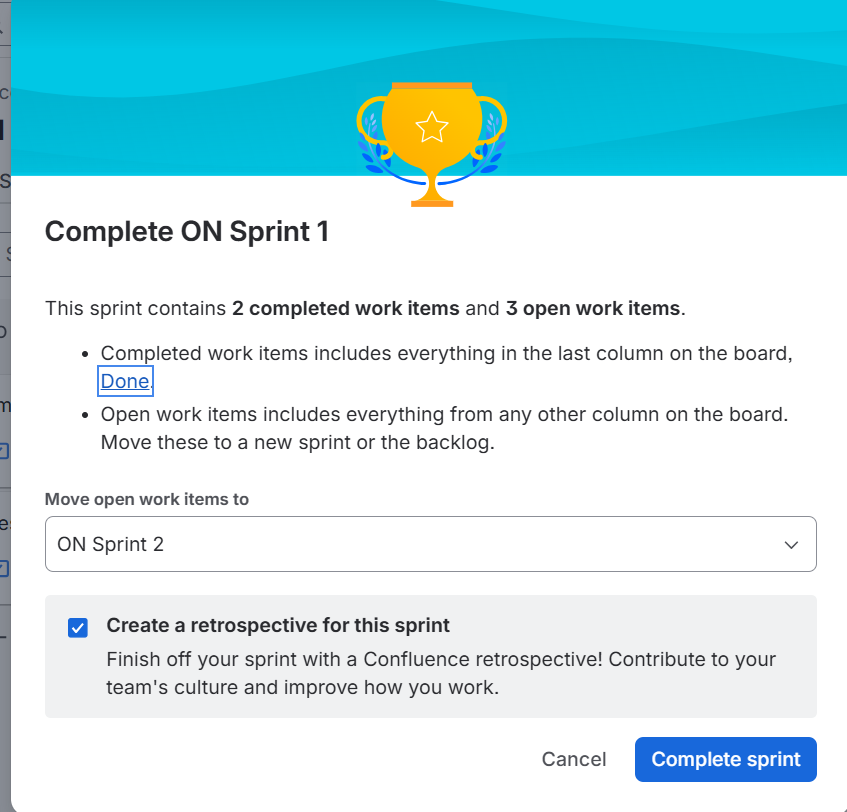 Complete ON Sprint 1
This sprint contains 2 completed work items and 3 open work items.
• Completed work items includes everything in the last column on the board,
Done.
• Open work items includes everything from any other column on the board.
Move these to a new sprint or the backlog.
Move open work items to
ON Sprint 2
Create a retrospective for this sprint
Finish off your sprint with a Confluence retrospective! Contribute to your
team's culture and improve how you work.
Cancel
Complete sprint